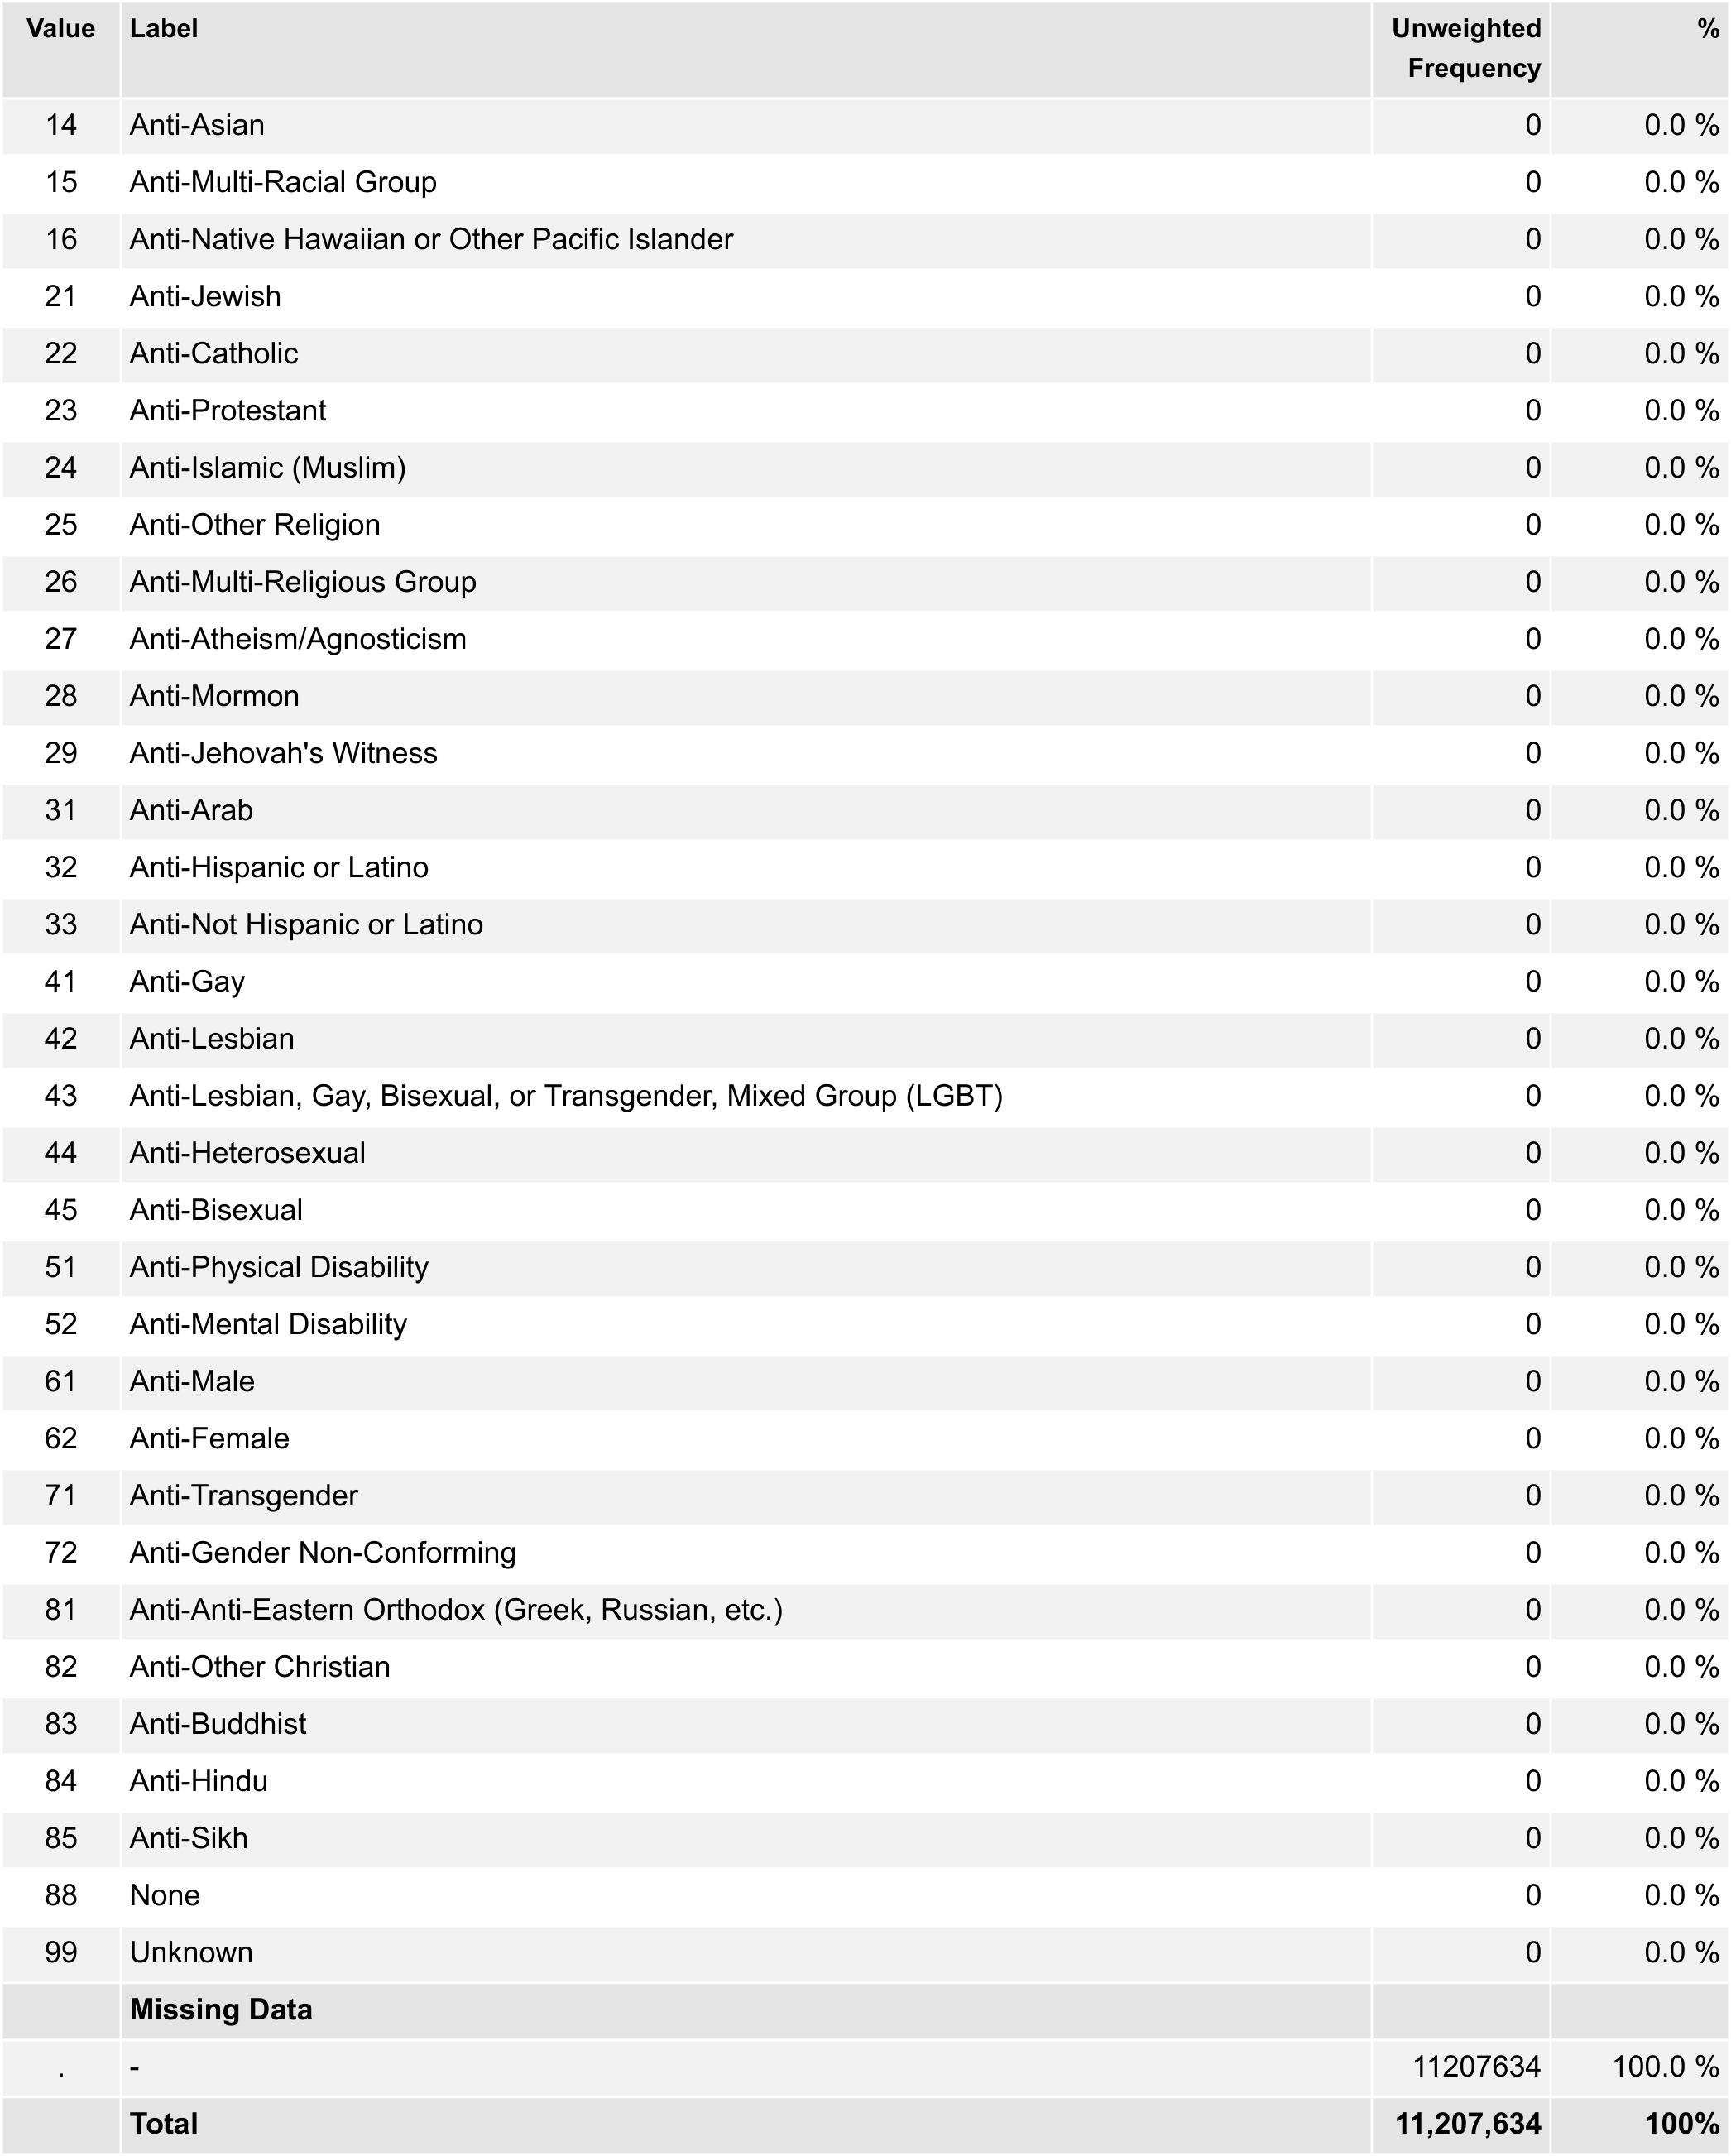 Value Label Unweighted Frequency %
14 Anti-Asian 0 0.0 %
15 Anti-Multi-Racial Group 0 0.0 %
16 Anti-Native Hawaiian or Other Pacific Islander 0 0.0 %
21 Anti-Jewish 0 0.0 %
22 Anti-Catholic 0 0.0 %
23 Anti-Protestant 0 0.0 %
24 Anti-Islamic (Muslim) 0 0.0 %
25 Anti-Other Religion 0 0.0 %
26 Anti-Multi-Religious Group 0 0.0 %
27 Anti-Atheism/Agnosticism 0 0.0 %
28 Anti-Mormon 0 0.0 %
29 Anti-Jehovah's Witness 0 0.0 %
31 Anti-Arab 0 0.0 %
32 Anti-Hispanic or Latino 0 0.0 %
33 Anti-Not Hispanic or Latino 0 0.0 %
41 Anti-Gay 0 0.0 %
42 Anti-Lesbian 0 0.0 %
43 Anti-Lesbian, Gay, Bisexual, or Transgender, Mixed Group (LGBT) 0 0.0 %
44 Anti-Heterosexual 0 0.0 %
45 Anti-Bisexual 0 0.0 %
51 Anti-Physical Disability 0 0.0 %
52 Anti-Mental Disability 0 0.0 %
61 Anti-Male 0 0.0 %
62 Anti-Female 0 0.0 %
71 Anti-Transgender 0 0.0 %
72 Anti-Gender Non-Conforming 0 0.0 %
81 Anti-Anti-Eastern Orthodox (Greek, Russian, etc.) 0 0.0 %
82 Anti-Other Christian 0 0.0 %
83 Anti-Buddhist 0 0.0 %
84 Anti-Hindu 0 0.0 %
85 Anti-Sikh 0 0.0 %
88 None 0 0.0 %
99 Unknown 0 0.0 %
Missing Data
. - 11207634 100.0 %
Total 11,207,634 100%